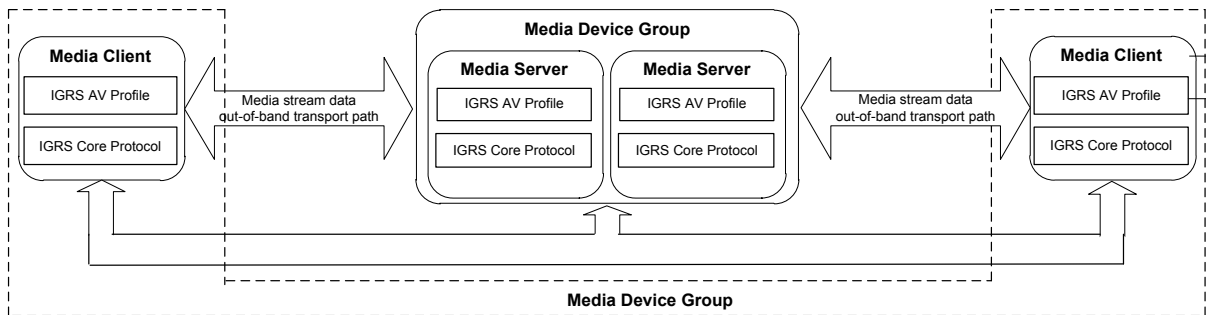 Media Client
IGRS AV Profile
IGRS Core Protocol
Media stream data
out-of-band transport path
Media Device Group
Media Server
IGRS AV Profile
IGRS Core Protocol
Media Server
IGRS AV Profile
IGRS Core Protocol
Media stream data
out-of-band transport path
Media Client
IGRS AV Profile
IGRS Core Protocol
Media Device Group